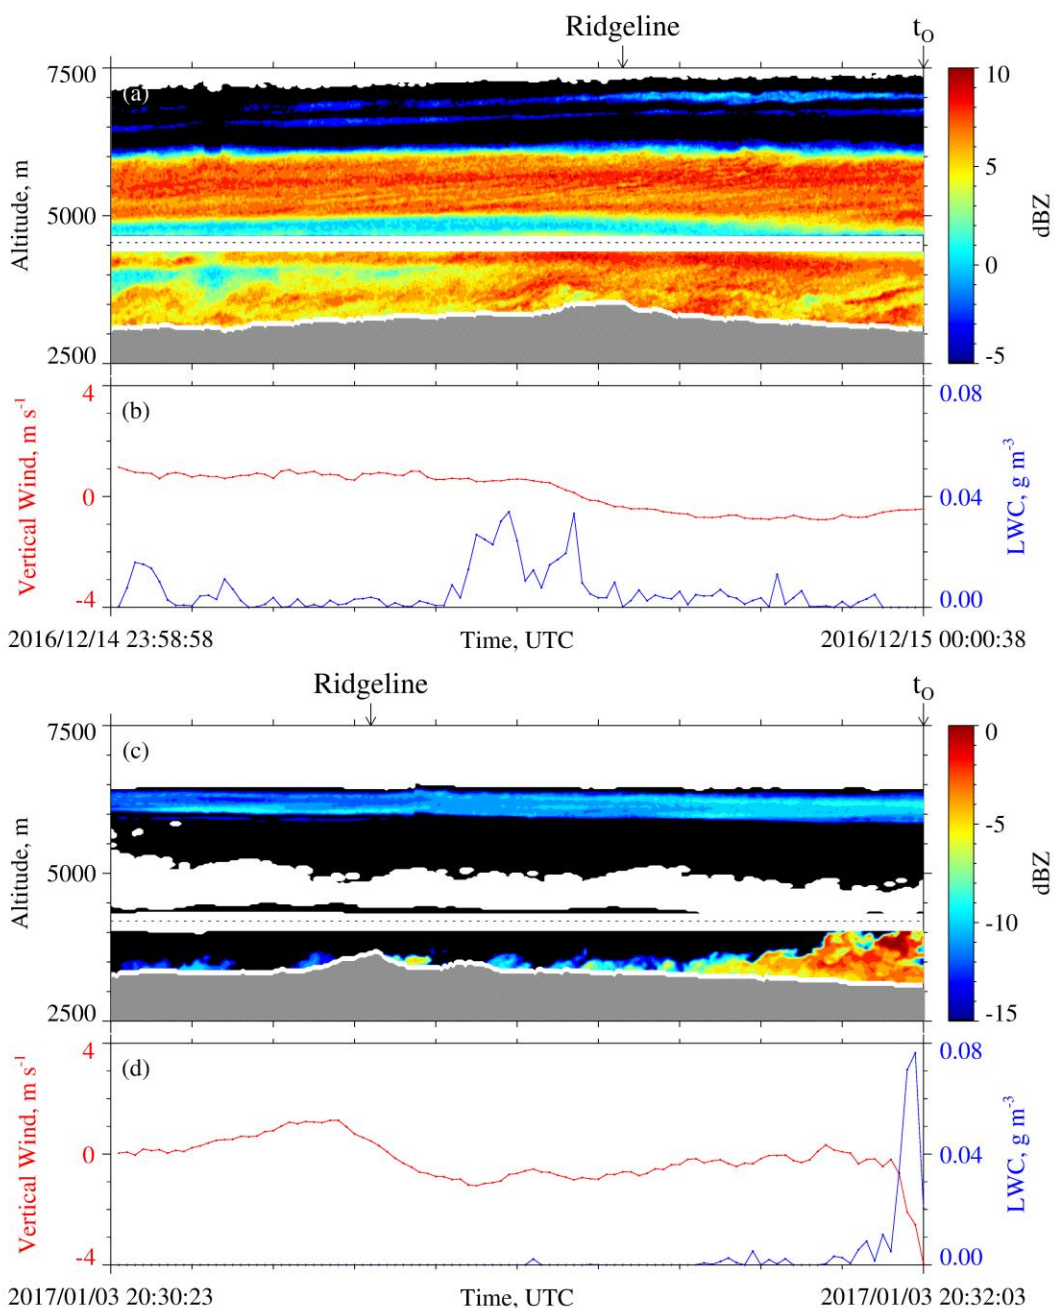 Ridgeline t₀
7500 (a) 10
5 dBZ
Altitude, m 5000
0
2500 -5
4 (b) 0.08
Vertical Wind, m s⁻¹ 0 0.04 LWC, g m⁻³
-4 0.00
2016/12/14 23:58:58 Time, UTC 2016/12/15 00:00:38
Ridgeline t₀
7500 (c) 0
-5 dBZ
Altitude, m 5000
-10
2500 -15
4 (d) 0.08
Vertical Wind, m s⁻¹ 0 0.04 LWC, g m⁻³
-4 0.00
2017/01/03 20:30:23 Time, UTC 2017/01/03 20:32:03